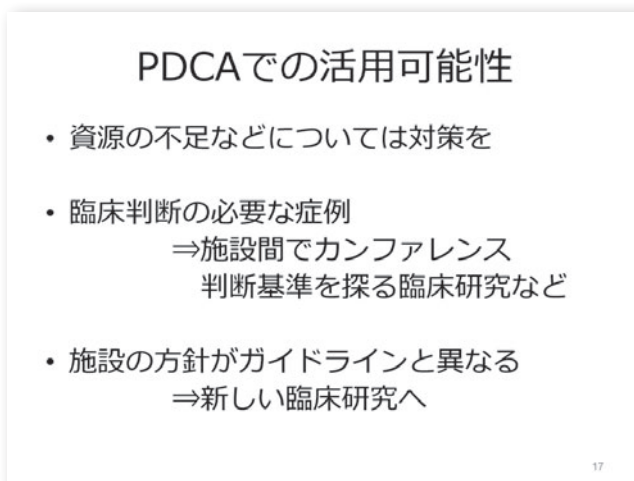 PDCAでの活用可能性
• 資源の不足などについては対策を
• 臨床判断の必要な症例
⇒施設間でカンファレンス
判断基準を探る臨床研究など
• 施設の方針がガイドラインと異なる
⇒新しい臨床研究へ
17